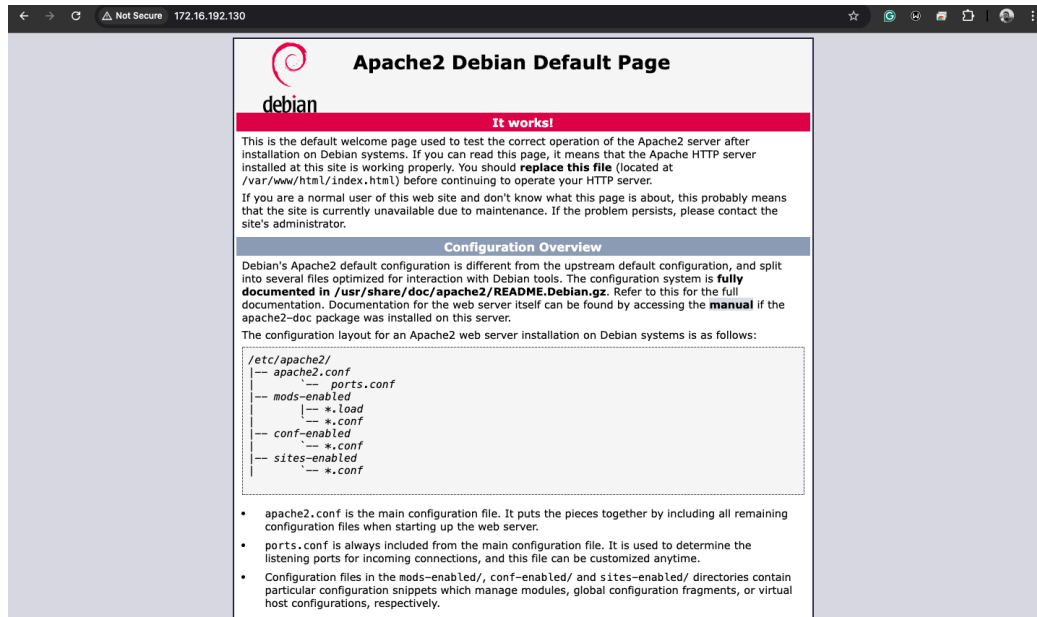 Not Secure 172.16.192.130
debian
Apache2 Debian Default Page
It works!
This is the default welcome page used to test the correct operation of the Apache2 server after
installation on Debian systems. If you can read this page, it means that the Apache HTTP server
installed at this site is working properly. You should replace this file (located at
/var/www/html/index.html) before continuing to operate your HTTP server.
If you are a normal user of this web site and don't know what this page is about, this probably means
that the site is currently unavailable due to maintenance. If the problem persists, please contact the
site's administrator.
Configuration Overview
Debian's Apache2 default configuration is different from the upstream default configuration, and split
into several files optimized for interaction with Debian tools. The configuration system is fully
documented in /usr/share/doc/apache2/README.Debian.gz. Refer to this for the full
documentation. Documentation for the web server itself can be found by accessing the manual if the
apache2-doc package was installed on this server.
The configuration layout for an Apache2 web server installation on Debian systems is as follows:
/etc/apache2/
|-- apache2.conf
|       `--  ports.conf
|-- mods-enabled
|       |-- *.load
|       `-- *.conf
|-- conf-enabled
|       `-- *.conf
|-- sites-enabled
|       `-- *.conf
• apache2.conf is the main configuration file. It puts the pieces together by including all remaining
configuration files when starting up the web server.
• ports.conf is always included from the main configuration file. It is used to determine the
listening ports for incoming connections, and this file can be customized anytime.
• Configuration files in the mods-enabled/, conf-enabled/ and sites-enabled/ directories contain
particular configuration snippets which manage modules, global configuration fragments, or virtual
host configurations, respectively.